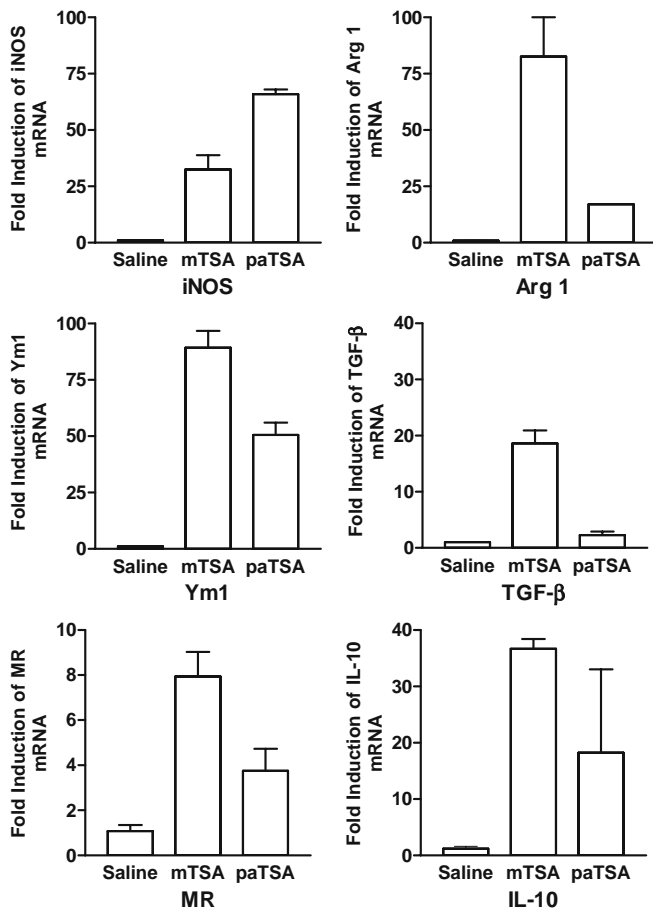 Fold Induction of iNOS
mRNA
100
75
50
25
0
Saline mTSA paTSA
iNOS
Fold Induction of Arg 1
mRNA
100
75
50
25
0
Saline mTSA paTSA
Arg 1
Fold Induction of Ym1
mRNA
100
75
50
25
0
Saline mTSA paTSA
Ym1
Fold Induction of TGF-β
mRNA
40
30
20
10
0
Saline mTSA paTSA
TGF-β
Fold Induction of MR
mRNA
10
8
6
4
2
0
Saline mTSA paTSA
MR
Fold Induction of IL-10
mRNA
40
30
20
10
0
Saline mTSA paTSA
IL-10